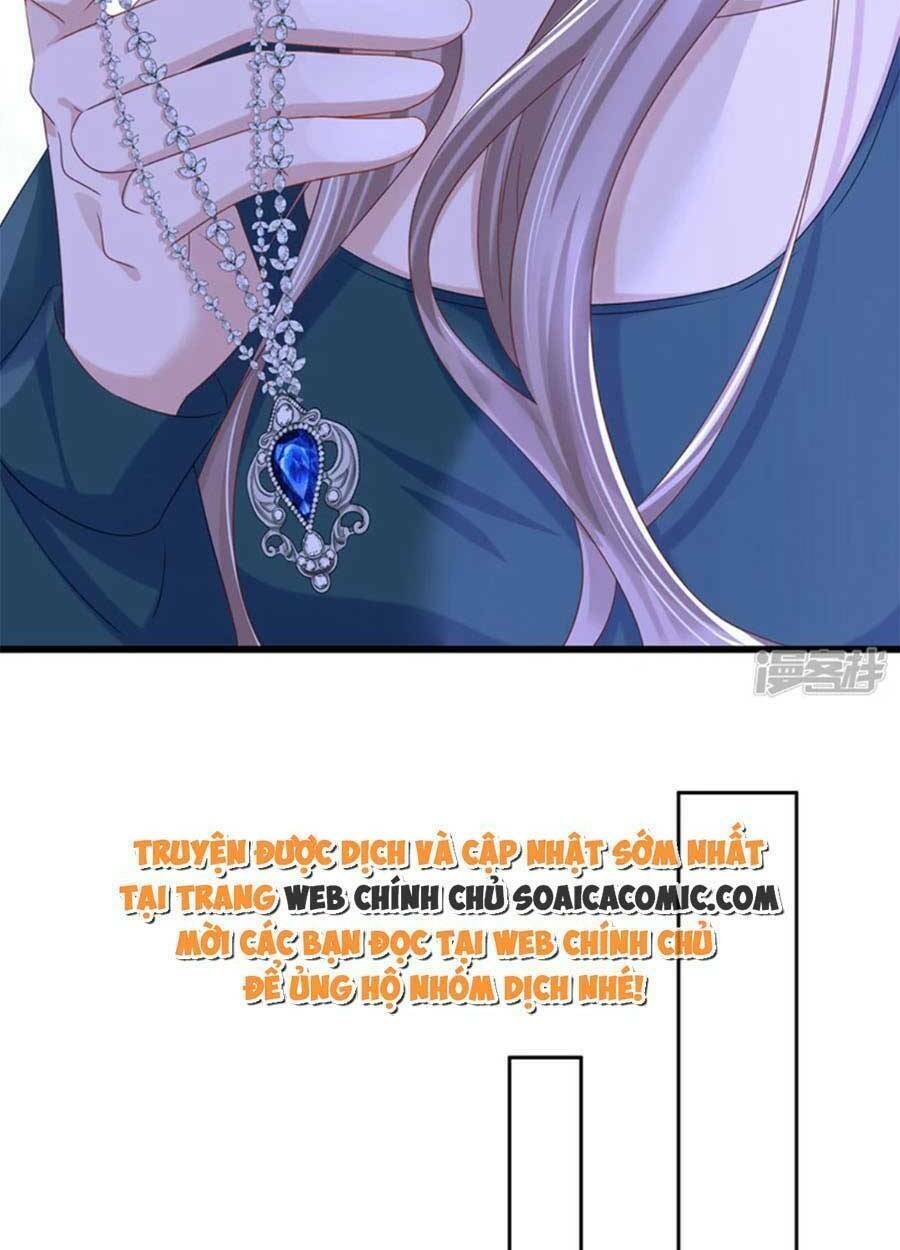 漫客栈
TRUYỆN ĐƯỢC DỊCH VÀ CẬP NHẬT SỚM NHẤT
TẠI TRANG WEB CHÍNH CHỦ SOAICACOMIC.COM
MỜI CÁC BẠN ĐỌC TẠI WEB CHÍNH CHỦ
ĐỂ ỦNG HỘ NHÓM DỊCH NHÉ!